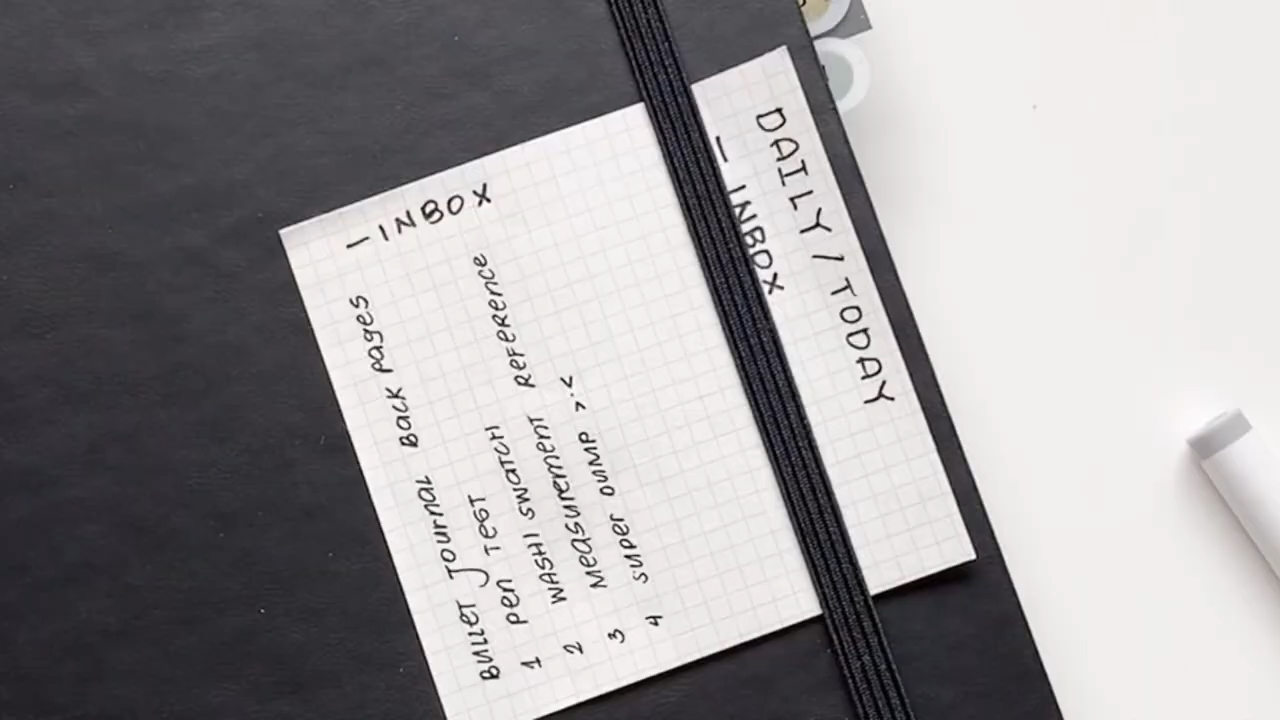 DAILY / TODAY
— INBOX
— INBOX
BULLET JOURNAL BACK PAGES
1 PEN TEST
2 WASHI SWATCH
3 MEASUREMENT REFERENCE
4 SUPER DUMP >.<